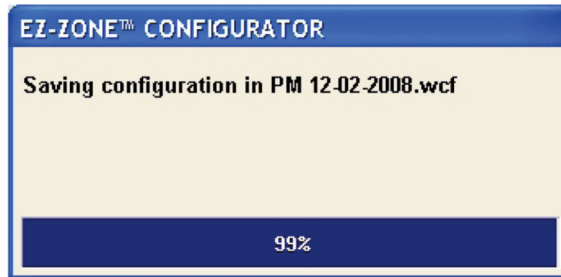 EZ-ZONE™ CONFIGURATOR
Saving configuration in PM 12-02-2008.wcf
99%